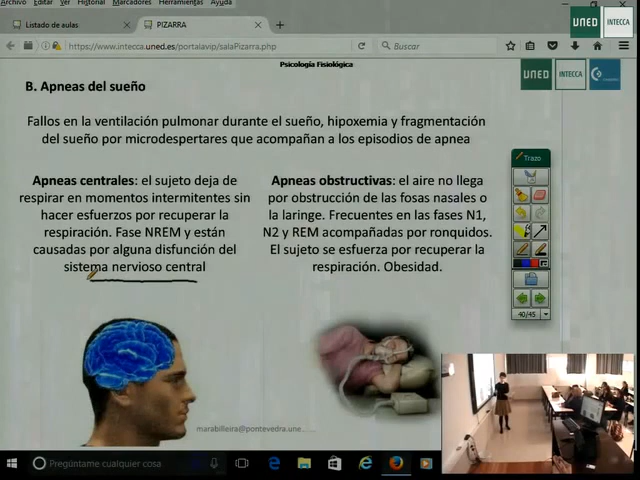 Archivo Editar Ver Historial Marcadores Herramientas Ayuda
Listado de aulas
PIZARRA
https://www.intecca.uned.es/portalavip/salaPizarra.php
Buscar
UNED
INTECCA
Psicología Fisiológica
UNED
INTECCA
B. Apneas del sueño
Fallos en la ventilación pulmonar durante el sueño, hipoxemia y fragmentación
del sueño por microdespertares que acompañan a los episodios de apnea
Apneas centrales: el sujeto deja de
respirar en momentos intermitentes sin
hacer esfuerzos por recuperar la
respiración. Fase NREM y están
causadas por alguna disfunción del
sistema nervioso central
Apneas obstructivas: el aire no llega
por obstrucción de las fosas nasales o
la laringe. Frecuentes en las fases N1,
N2 y REM acompañadas por ronquidos.
El sujeto se esfuerza por recuperar la
respiración. Obesidad.
Trazo
40/45
marabilleira@pontevedra.une
Pregúntame cualquier cosa